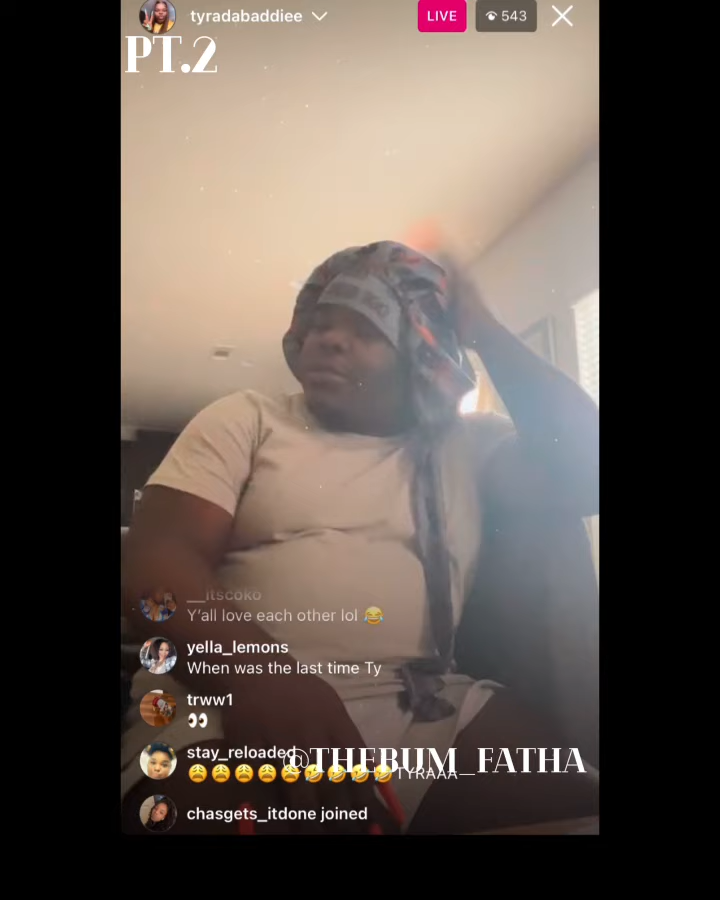 tyradabaddiee
LIVE
543
PT.2
__itscoko
Y'all love each other lol 😂
yella_lemons
When was the last time Ty
trww1
👀
stay_reloaded
@THEBUM_FATHA
😩😩😩😩😩🤣🤣🤣🤣TYRAAA—
chasgets_itdone joined